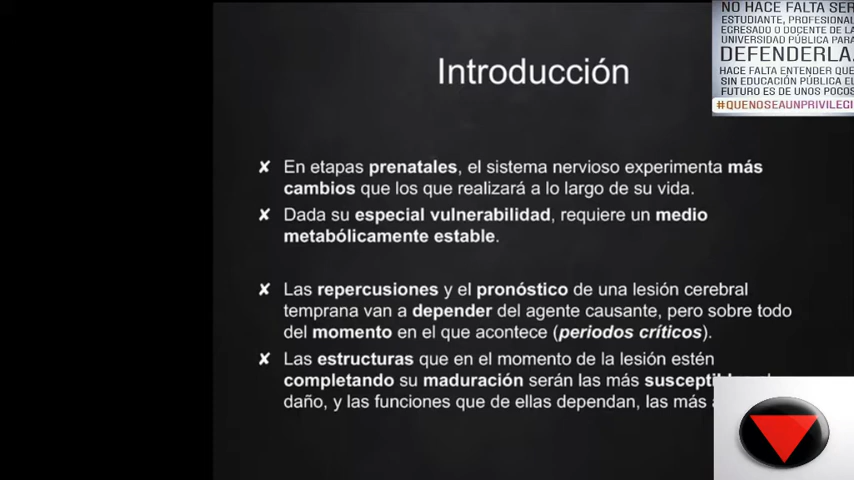 NO HACE FALTA SER
ESTUDIANTE, PROFESIONAL
EGRESADO O DOCENTE DE LA
UNIVERSIDAD PÚBLICA PARA
DEFENDERLA.
HACE FALTA ENTENDER QUE
SIN EDUCACIÓN PÚBLICA EL
FUTURO ES DE UNOS POCOS
#QUENOSEAUNPRIVILEGI
Introducción
✘ En etapas prenatales, el sistema nervioso experimenta más
cambios que los que realizará a lo largo de su vida.
✘ Dada su especial vulnerabilidad, requiere un medio
metabólicamente estable.
✘ Las repercusiones y el pronóstico de una lesión cerebral
temprana van a depender del agente causante, pero sobre todo
del momento en el que acontece (periodos críticos).
✘ Las estructuras que en el momento de la lesión estén
completando su maduración serán las más
daño, y las funciones que de ellas dependan, las más